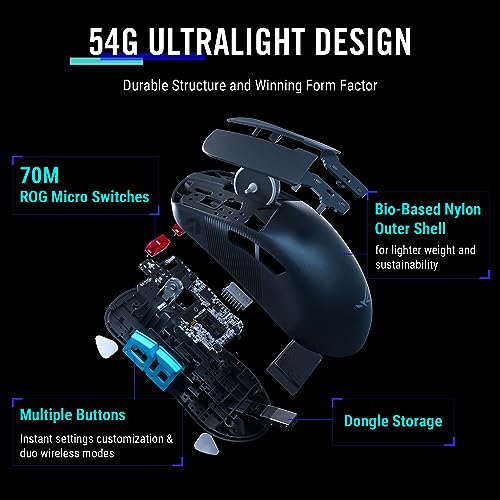 54G ULTRALIGHT DESIGN
Durable Structure and Winning Form Factor
70M
ROG Micro Switches
Bio-Based Nylon
Outer Shell
for lighter weight and
sustainability
Multiple Buttons
Instant settings customization &
duo wireless modes
Dongle Storage